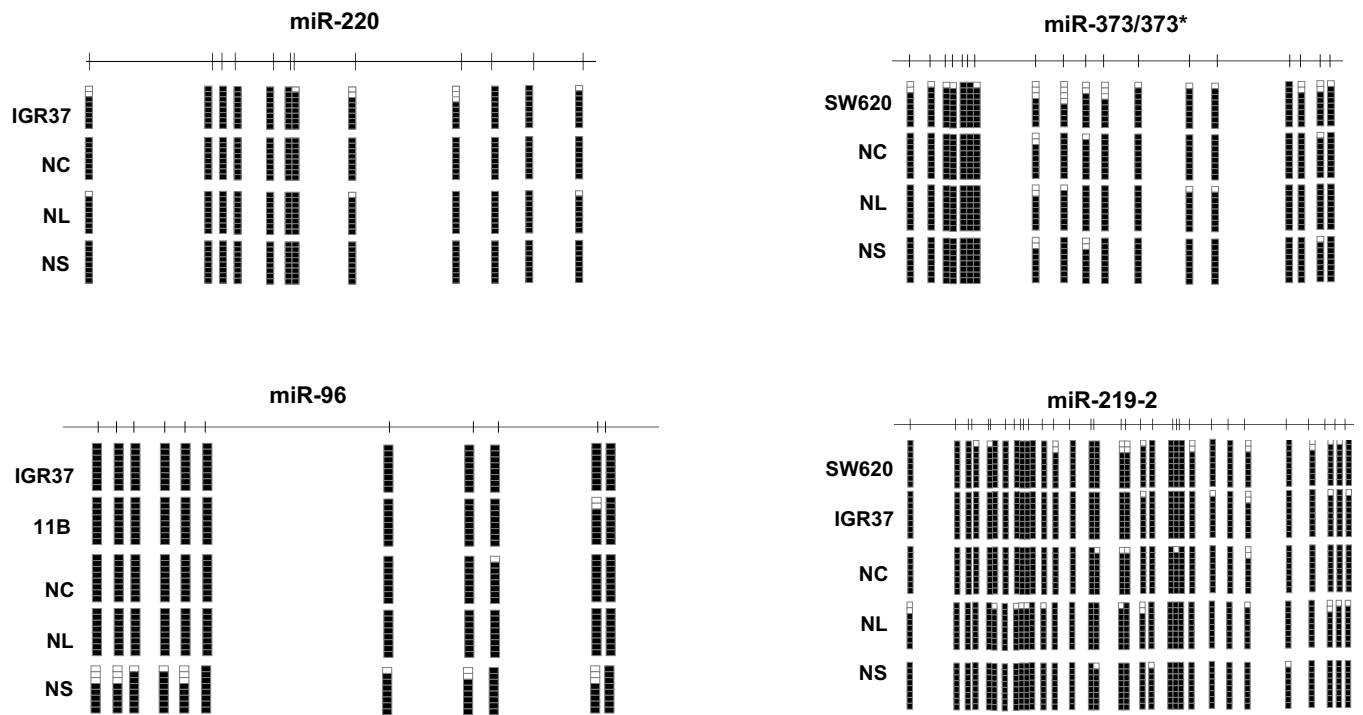 miR-220
IGR37
NC
NL
NS
miR-373/373*
SW620
NC
NL
NS
miR-96
IGR37
11B
NC
NL
NS
miR-219-2
SW620
IGR37
NC
NL
NS